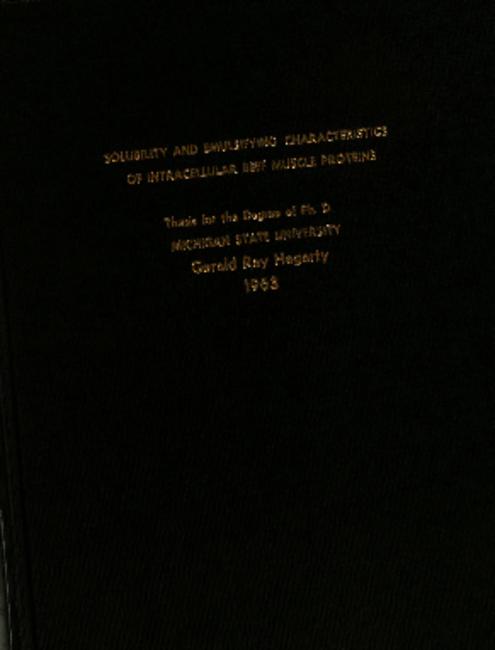 SOLUBILITY AND EMULSIFYING CHARACTERISTICS
OF INTRACELLULAR BEEF MUSCLE PROTEINS
Thesis for the Degree of Ph. D.
MICHIGAN STATE UNIVERSITY
Gerald Ray Hegarty
1963